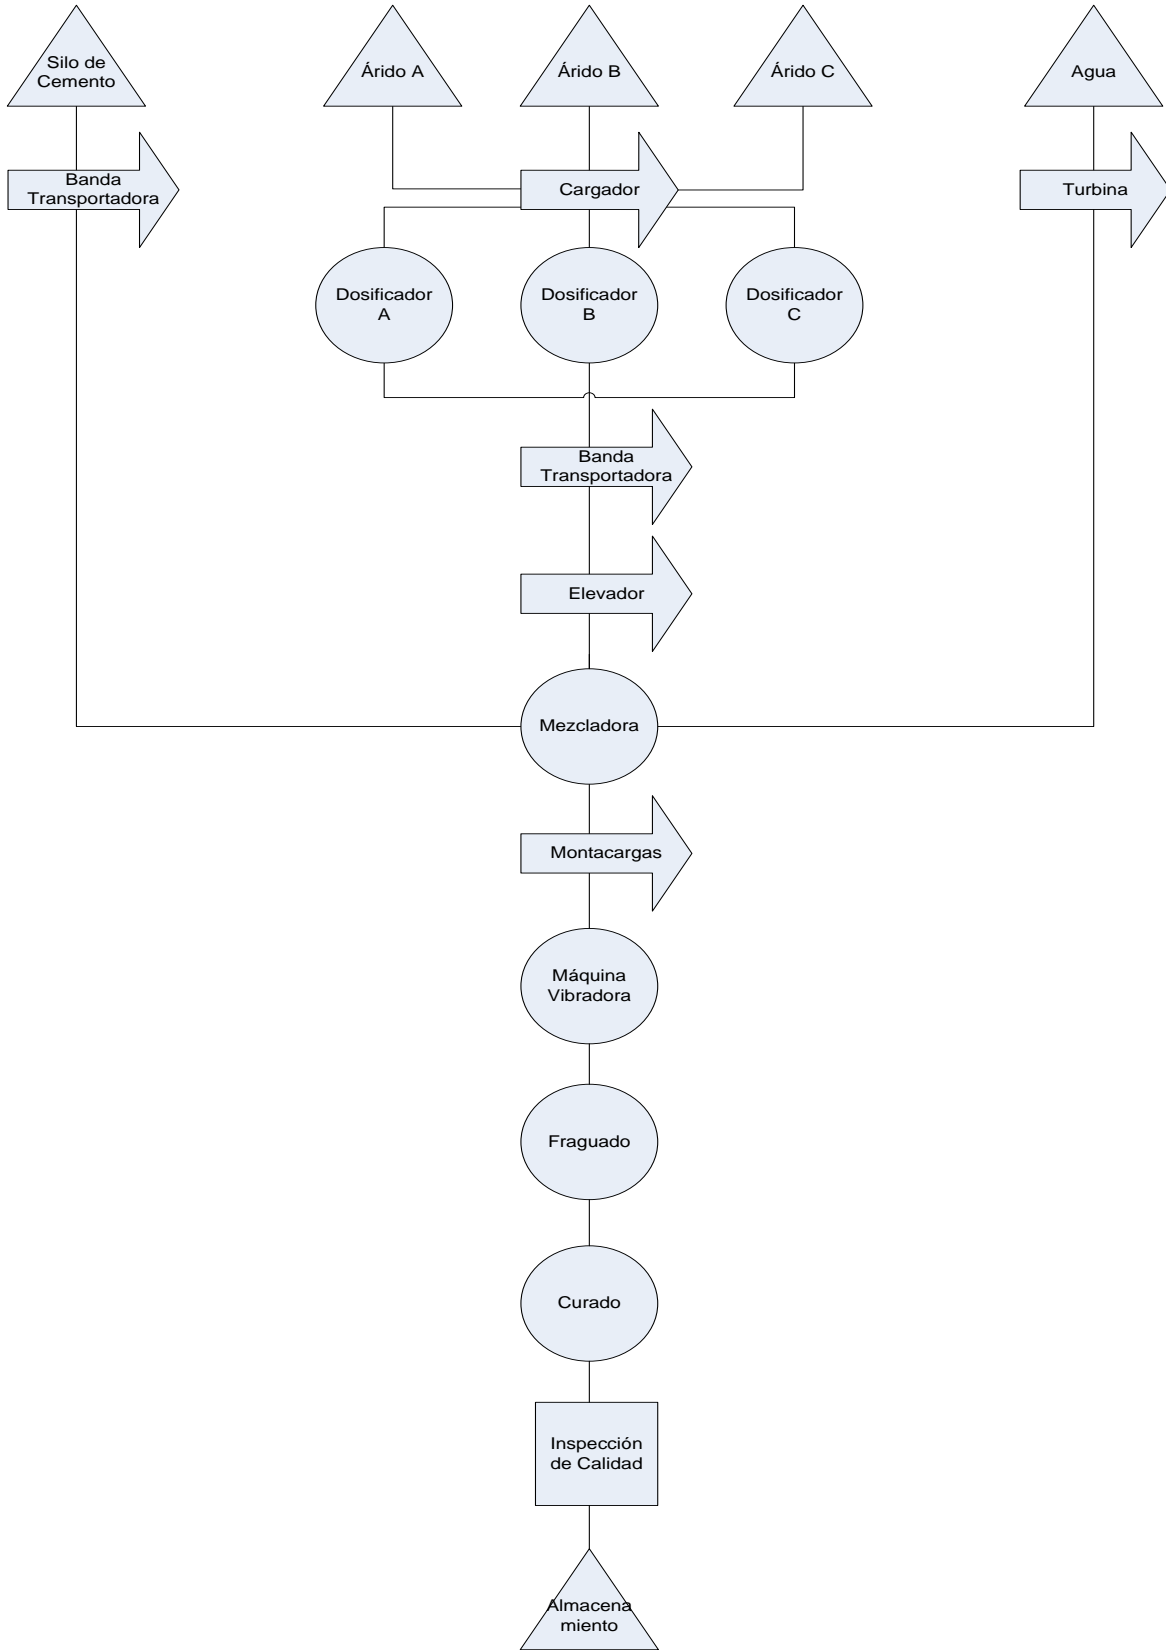 Silo de
Cemento
Árido A
Árido B
Árido C
Agua
Banda
Transportadora
Cargador
Turbina
Dosificador
A
Dosificador
B
Dosificador
C
Banda
Transportadora
Elevador
Mezcladora
Montacargas
Máquina
Vibradora
Fraguado
Curado
Inspección
de Calidad
Almacena
miento